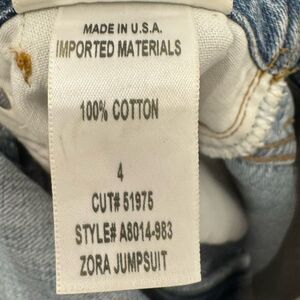 MADE IN U.S.A.
IMPORTED MATERIALS
100% COTTON
4
CUT# 51975
STYLE# A8014-983
ZORA JUMPSUIT